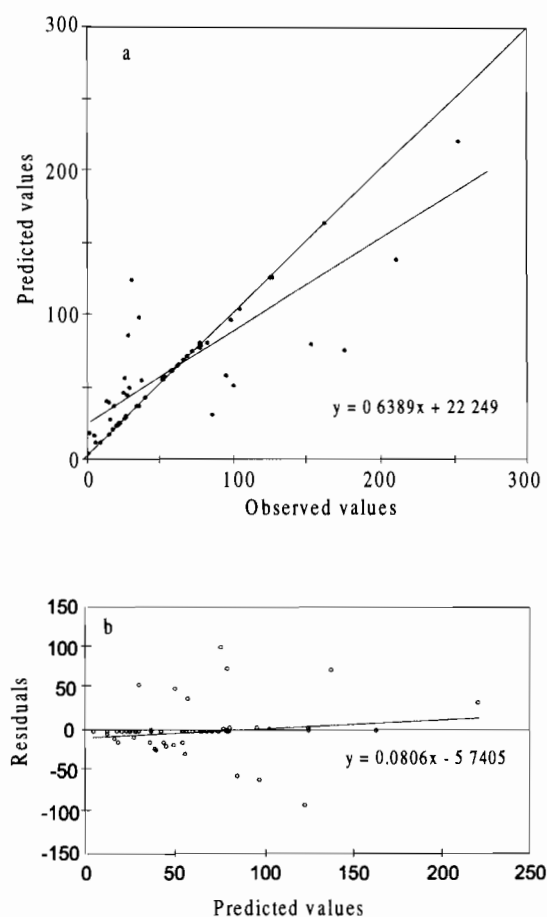 300
a
200
Predicted values
100
y = 0 6389x + 22 249
0
0 100 200 300
Observed values
150
b
100
50
Residuals
0
y = 0.0806x - 5 7405
-50
-100
-150
0 50 100 150 200 250
Predicted values